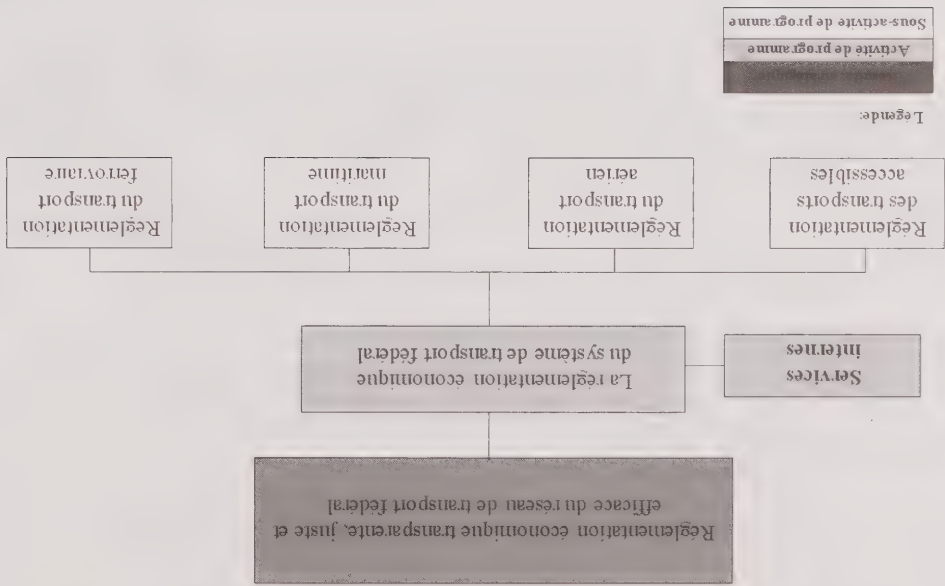 Réglementation économique transparente, juste et
efficace du réseau de transport fédéral
Services
internes
La réglementation économique
du système de transport fédéral
Réglementation
des transports
accessibles
Réglementation
du transport
aérien
Réglementation
du transport
maritime
Réglementation
du transport
ferroviaire
Légende:
Activité de programme
Sous-activité de programme